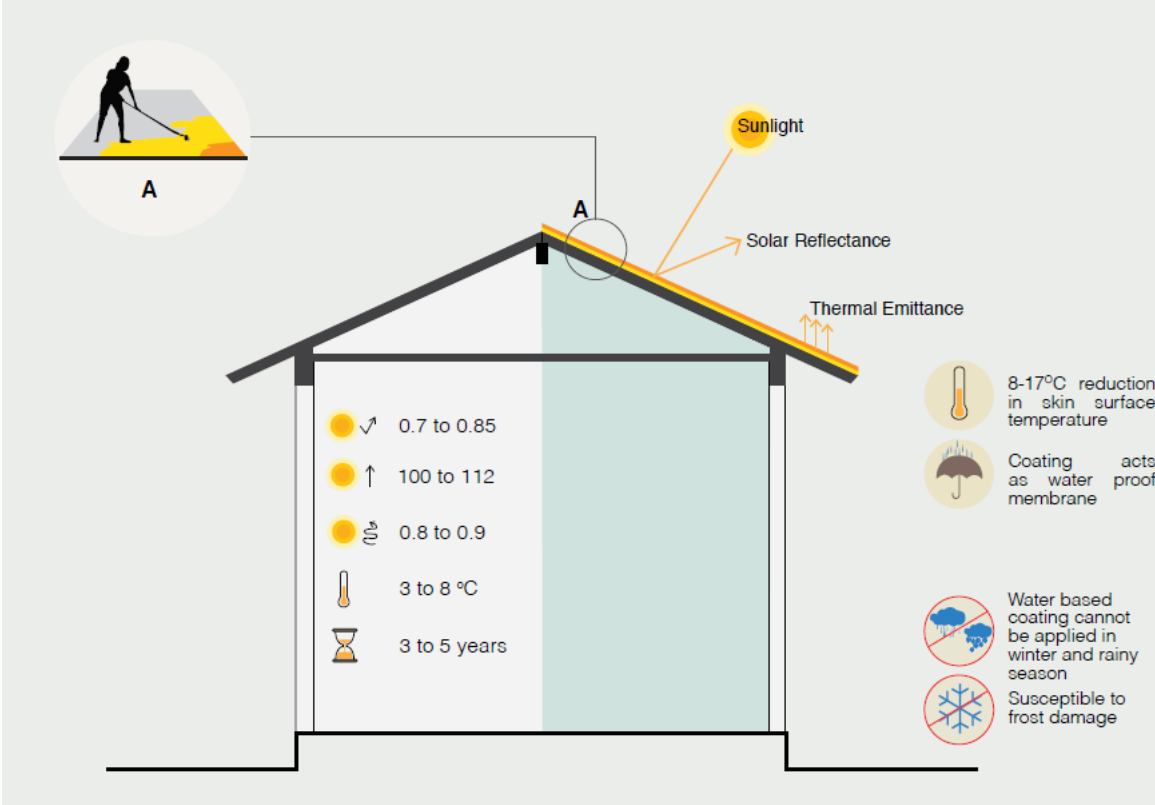 Sunlight
A
A
Solar Reflectance
Thermal Emittance
0.7 to 0.85
100 to 112
0.8 to 0.9
3 to 8 ºC
3 to 5 years
8-17ºC reduction
in skin surface
temperature
Coating acts
as water proof
membrane
Water based
coating cannot
be applied in
winter and rainy
season
Susceptible to
frost damage